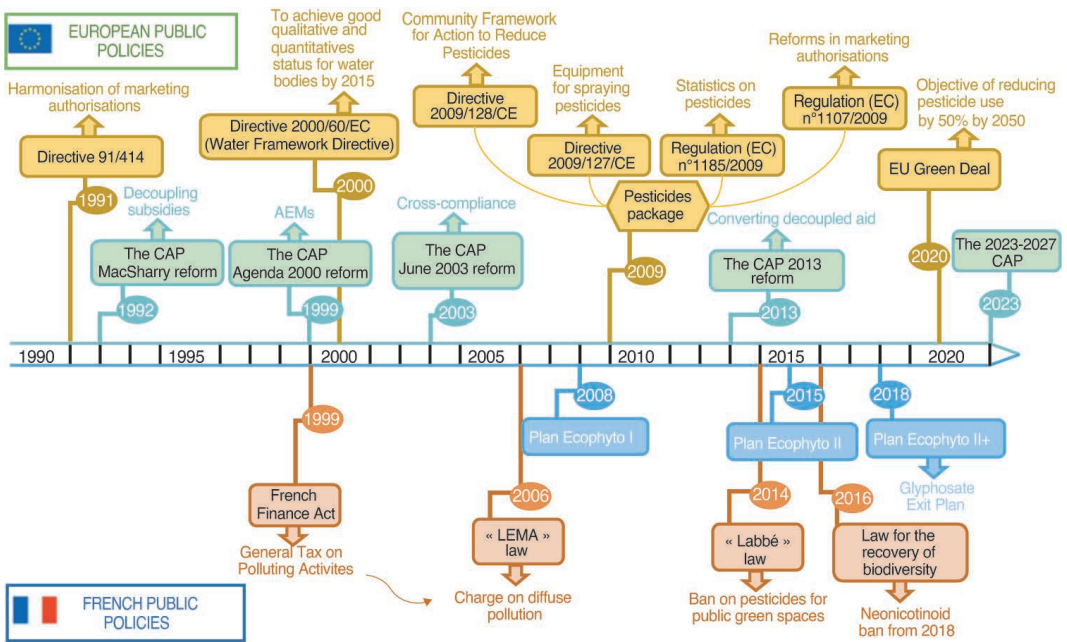 EUROPEAN PUBLIC
POLICIES
Harmonisation of marketing
authorisations
Directive 91/414
1991
To achieve good
qualitative and
quantitatives
status for water
bodies by 2015
Directive 2000/60/EC
(Water Framework Directive)
2000
Community Framework
for Action to Reduce
Pesticides
Directive
2009/128/CE
Equipment
for spraying
pesticides
Directive
2009/127/CE
Statistics on
pesticides
Regulation (EC)
n°1185/2009
Reforms in marketing
authorisations
Regulation (EC)
n°1107/2009
Pesticides
package
2009
Objective of reducing
pesticide use
by 50% by 2050
EU Green Deal
2020
Decoupling
subsidies
The CAP
MacSharry reform
1992
AEMs
The CAP
Agenda 2000 reform
1999
Cross-compliance
The CAP
June 2003 reform
2003
Converting decoupled aid
The CAP 2013
reform
2013
The 2023-2027
CAP
2023
1990
1995
2000
2005
2010
2015
2020
2008
Plan Ecophyto I
2015
Plan Ecophyto II
2018
Plan Ecophyto II+
Glyphosate
Exit Plan
1999
French
Finance Act
General Tax on
Polluting Activites
2006
« LEMA »
law
Charge on diffuse
pollution
2014
« Labbé »
law
Ban on pesticides for
public green spaces
2016
Law for the
recovery of
biodiversity
Neonicotinoid
ban from 2018
FRENCH PUBLIC
POLICIES